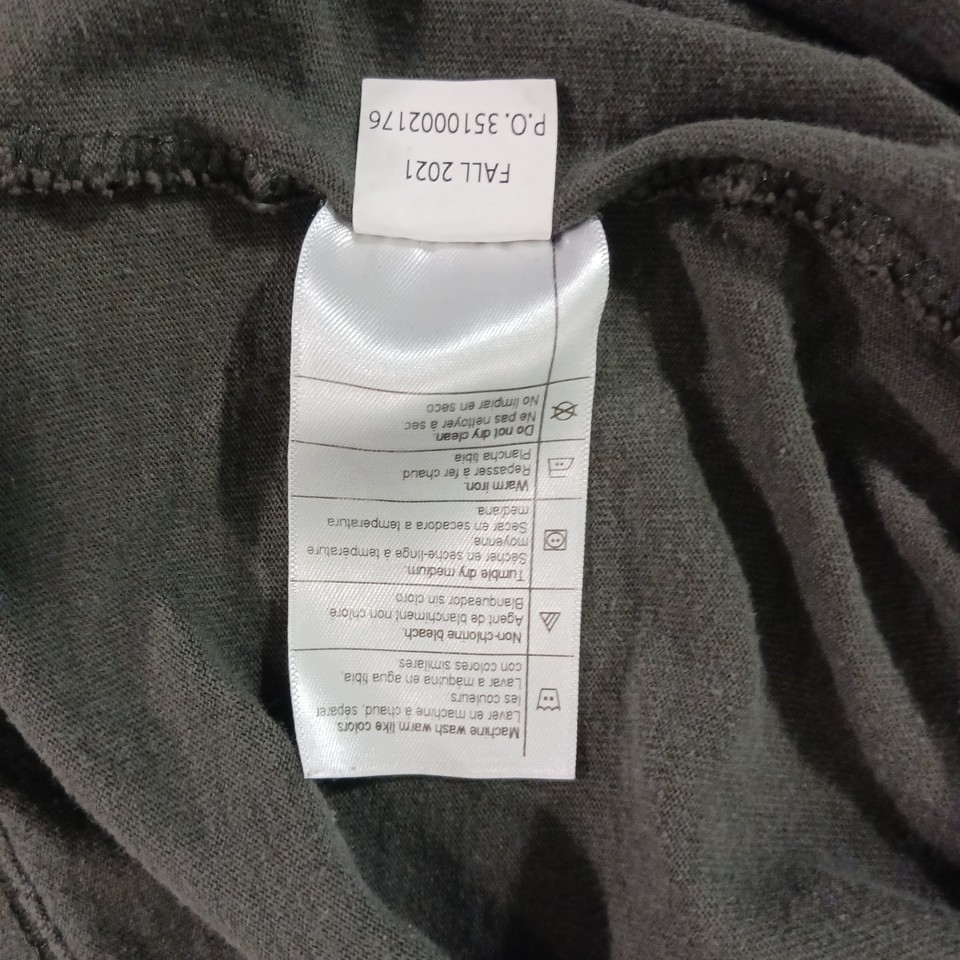 Machine wash warm like colors.
Laver en machine à chaud, séparer
les couleurs
Lavar a máquina en agua tibia,
con colores similares.
Non-chlorine bleach.
Agent de blanchiment non chloré
Blanqueador sin cloro
Tumble dry medium.
Sécher en sèche-linge à température
moyenne
Secar en secadora a temperatura
mediana.
Warm iron.
Repasser à fer chaud.
Plancha tibia
Do not dry clean.
Ne pas nettoyer à sec
No limpiar en seco
FALL 2021
P.O. 3510002176